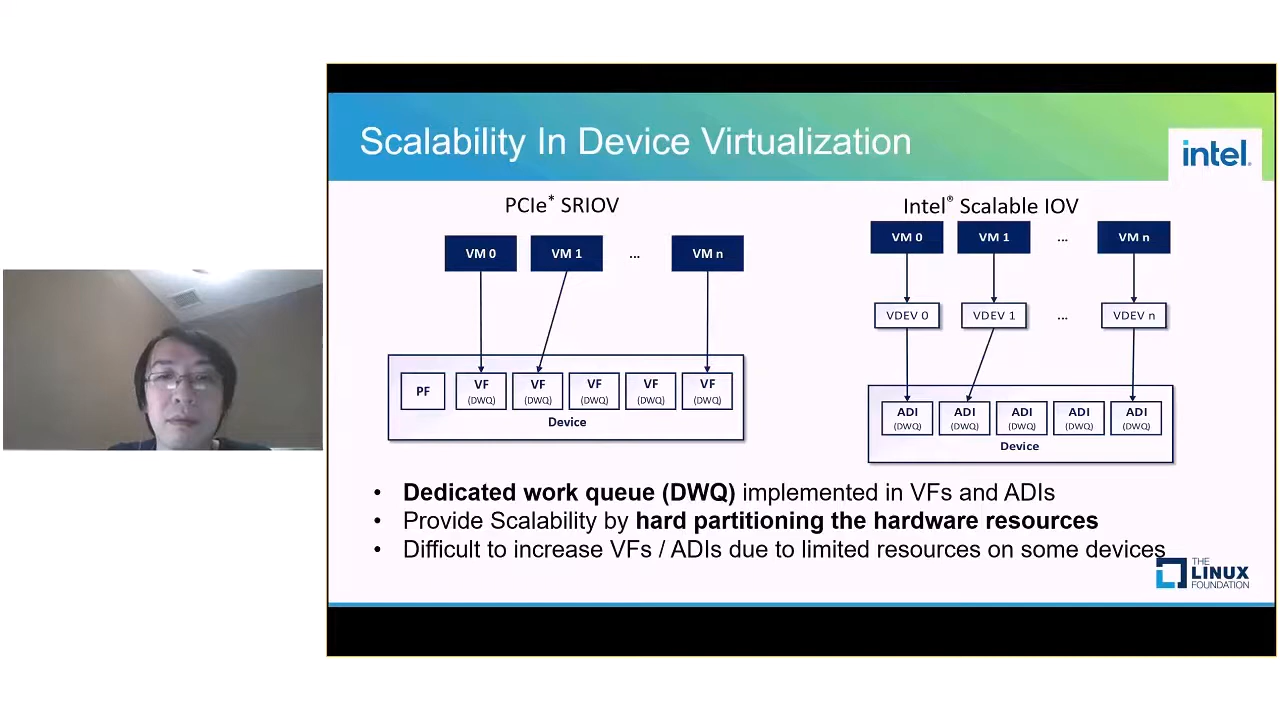 Scalability In Device Virtualization
intel.
PCIe* SRIOV
VM 0 VM 1 ... VM n
PF VF VF VF VF VF
(DWQ) (DWQ) (DWQ) (DWQ) (DWQ)
Device
Intel® Scalable IOV
VM 0 VM 1 ... VM n
VDEV 0 VDEV 1 ... VDEV n
ADI ADI ADI ADI ADI
(DWQ) (DWQ) (DWQ) (DWQ) (DWQ)
Device
• Dedicated work queue (DWQ) implemented in VFs and ADIs
• Provide Scalability by hard partitioning the hardware resources
• Difficult to increase VFs / ADIs due to limited resources on some devices
THE
LINUX
FOUNDATION